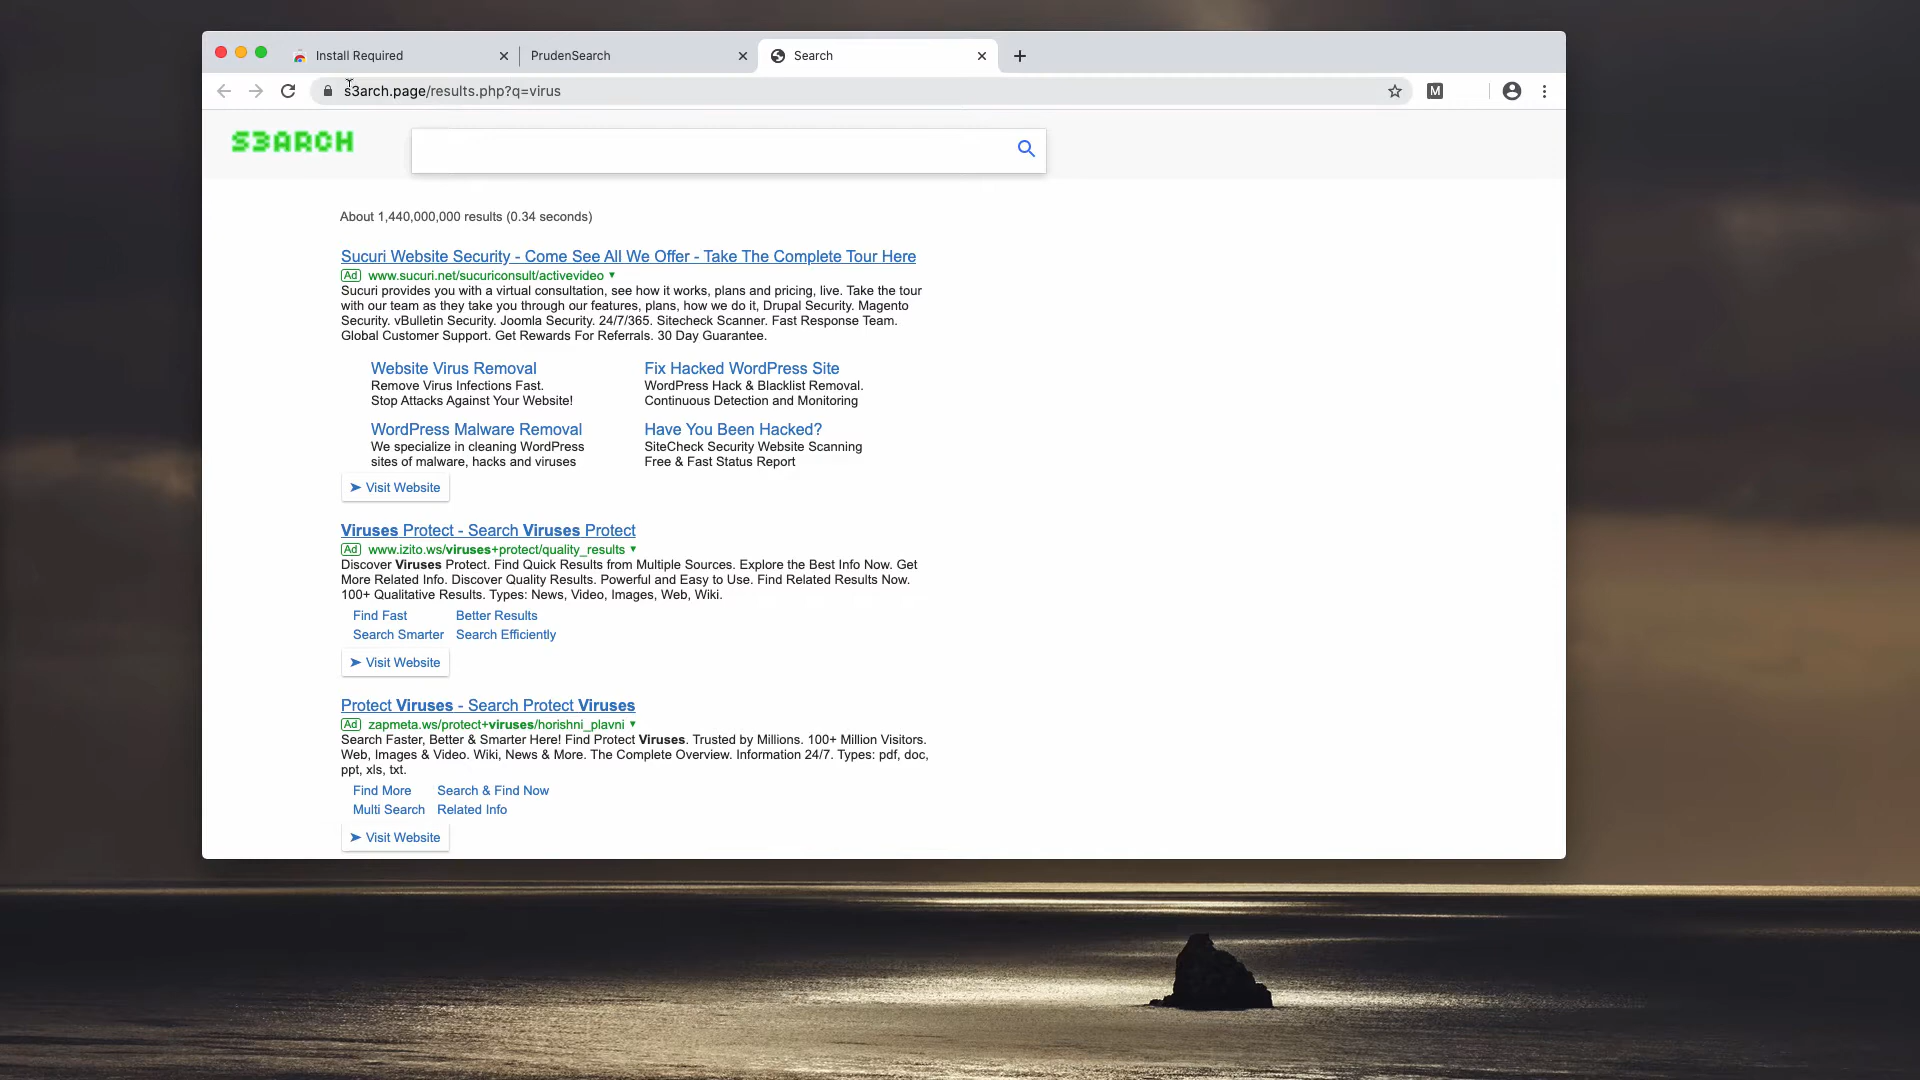 Install Required
PrudenSearch
Search
s3arch.page/results.php?q=virus
M
S3ARCH
About 1,440,000,000 results (0.34 seconds)
Sucuri Website Security - Come See All We Offer - Take The Complete Tour Here
Ad www.sucuri.net/sucuriconsult/activevideo
Sucuri provides you with a virtual consultation, see how it works, plans and pricing, live. Take the tour
with our team as they take you through our features, plans, how we do it, Drupal Security. Magento
Security. vBulletin Security. Joomla Security. 24/7/365. Sitecheck Scanner. Fast Response Team.
Global Customer Support. Get Rewards For Referrals. 30 Day Guarantee.
Website Virus Removal
Remove Virus Infections Fast.
Stop Attacks Against Your Website!
Fix Hacked WordPress Site
WordPress Hack & Blacklist Removal.
Continuous Detection and Monitoring
WordPress Malware Removal
We specialize in cleaning WordPress
sites of malware, hacks and viruses
Have You Been Hacked?
SiteCheck Security Website Scanning
Free & Fast Status Report
Visit Website
Viruses Protect - Search Viruses Protect
Ad www.izito.ws/viruses+protect/quality_results
Discover Viruses Protect. Find Quick Results from Multiple Sources. Explore the Best Info Now. Get
More Related Info. Discover Quality Results. Powerful and Easy to Use. Find Related Results Now.
100+ Qualitative Results. Types: News, Video, Images, Web, Wiki.
Find Fast Better Results
Search Smarter Search Efficiently
Visit Website
Protect Viruses - Search Protect Viruses
Ad zapmeta.ws/protect+viruses/horishni_plavni
Search Faster, Better & Smarter Here! Find Protect Viruses. Trusted by Millions. 100+ Million Visitors.
Web, Images & Video. Wiki, News & More. The Complete Overview. Information 24/7. Types: pdf, doc,
ppt, xls, txt.
Find More Search & Find Now
Multi Search Related Info
Visit Website